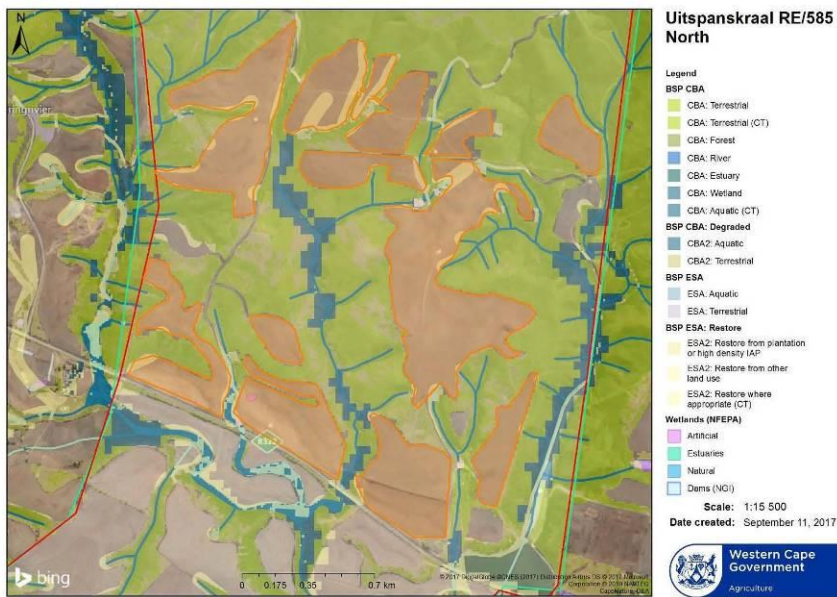 Uitspanskraal RE/585
North
Legend
BSP CBA
CBA: Terrestrial
CBA: Terrestrial (CT)
CBA: Forest
CBA: River
CBA: Estuary
CBA: Wetland
CBA: Aquatic (CT)
BSP CBA: Degraded
CBA2: Aquatic
CBA2: Terrestrial
BSP ESA
ESA: Aquatic
ESA: Terrestrial
BSP ESA: Restore
ESA2: Restore from plantation
or high density IAP
ESA2: Restore from other
land use
ESA2: Restore where
appropriate (CT)
Wetlands (NFEPA)
Artificial
Estuaries
Natural
Dams (NGI)
Scale: 1:15 500
Date created: September 11, 2017
Western Cape
Government
Agriculture
N
bing
0 0.175 0.35 0.7 km